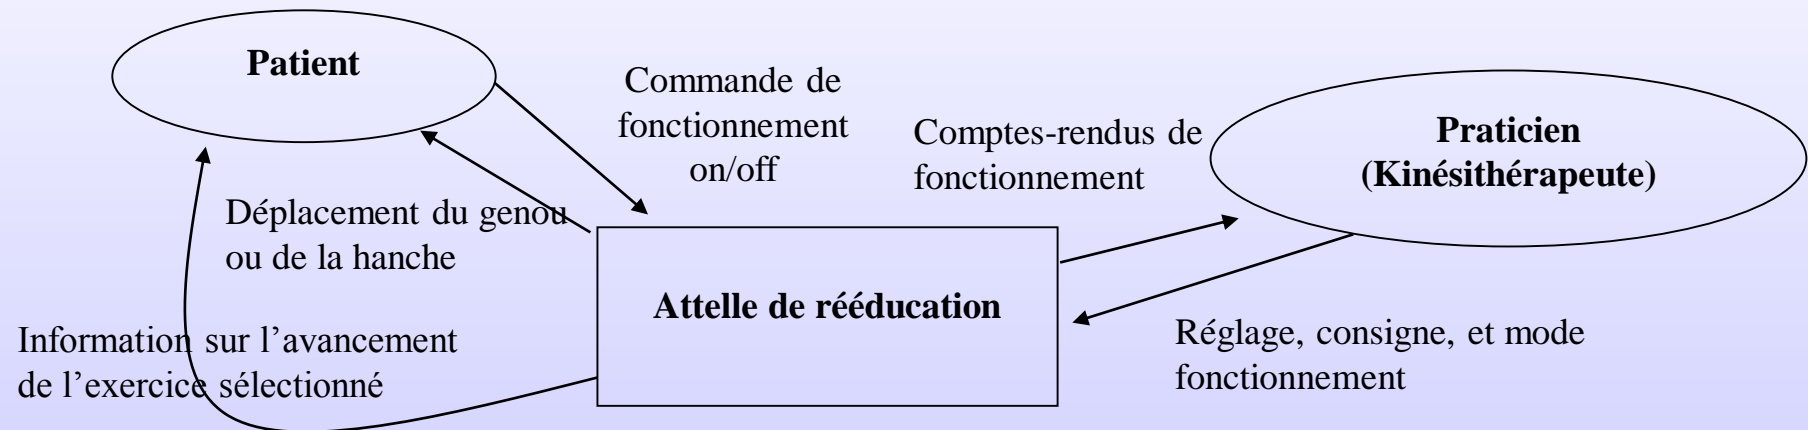 Patient
Commande de
fonctionnement
on/off
Comptes-rendus de
fonctionnement
Praticien
(Kinésithérapeute)
Déplacement du genou
ou de la hanche
Attelle de rééducation
Information sur l’avancement
de l’exercice sélectionné
Réglage, consigne, et mode
fonctionnement